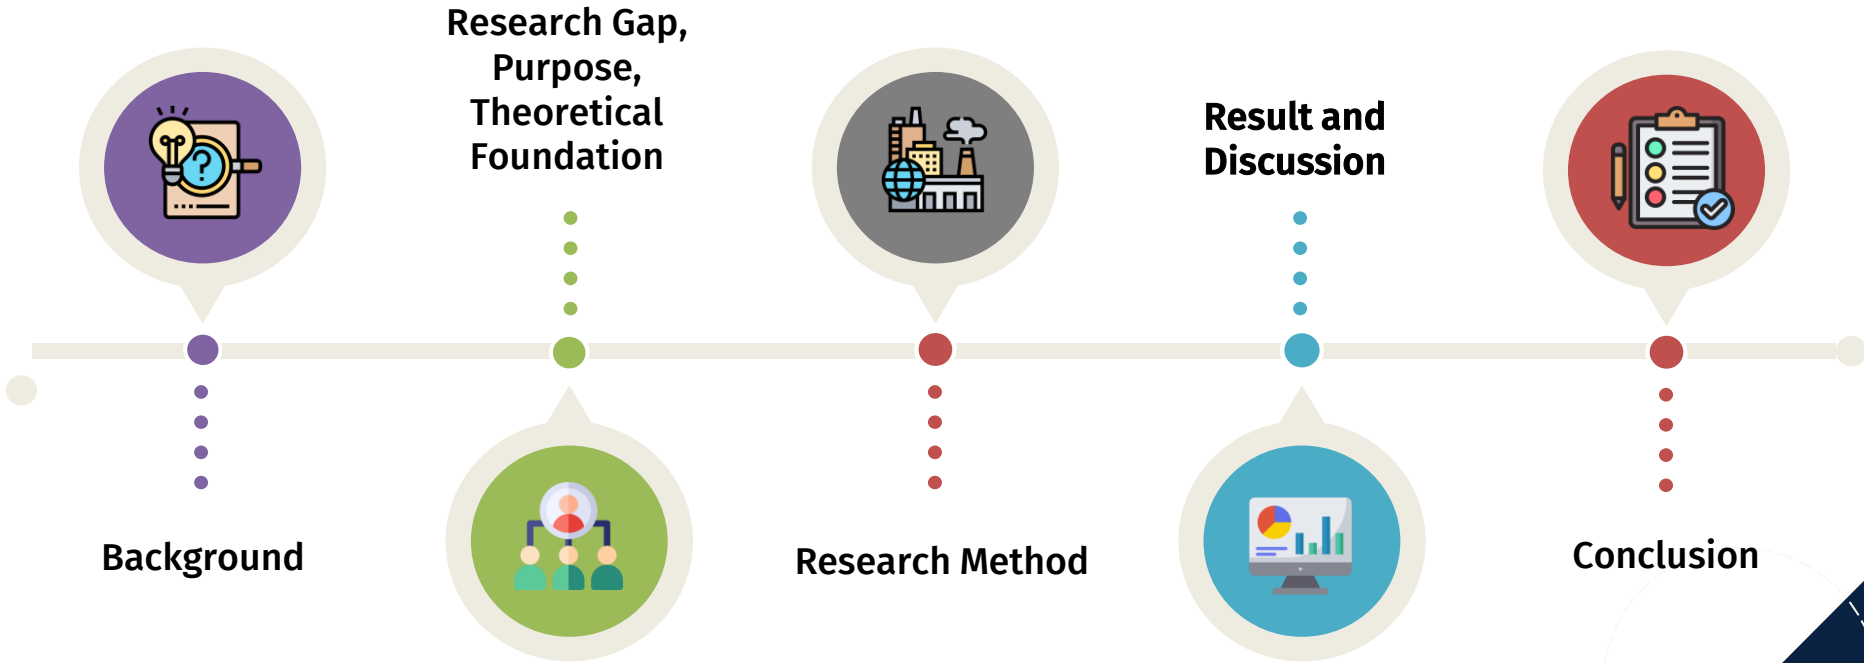 Background
Research Gap,
Purpose,
Theoretical
Foundation
Research Method
Result and
Discussion
Conclusion